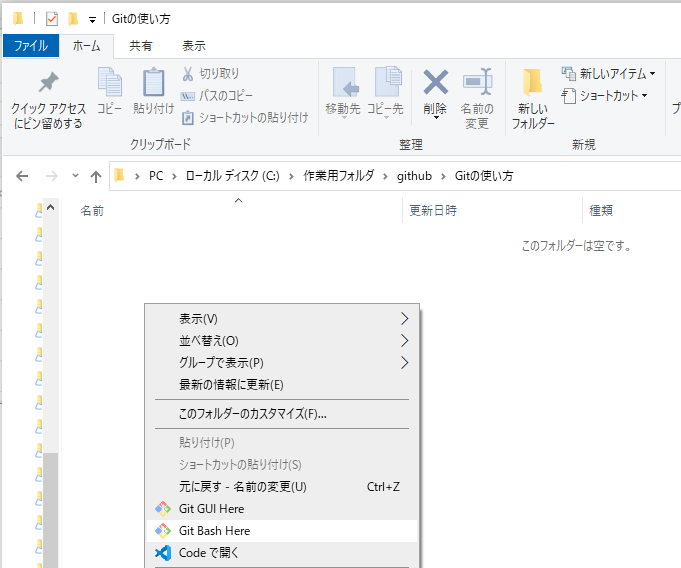 Gitの使い方
ファイル ホーム 共有 表示
クイック アクセス
にピン留めする
コピー
貼り付け
切り取り
パスのコピー
ショートカットの貼り付け
クリップボード
移動先
コピー先
削除
名前の
変更
整理
新しい
フォルダー
新しいアイテム
ショートカット
新規
PC ローカル ディスク (C:) 作業用フォルダ github Gitの使い方
名前 更新日時 種類
このフォルダーは空です。
表示(V)
並べ替え(O)
グループで表示(P)
最新の情報に更新(E)
このフォルダーのカスタマイズ(F)...
貼り付け(P)
ショートカットの貼り付け(S)
元に戻す - 名前の変更(U) Ctrl+Z
Git GUI Here
Git Bash Here
Code で開く